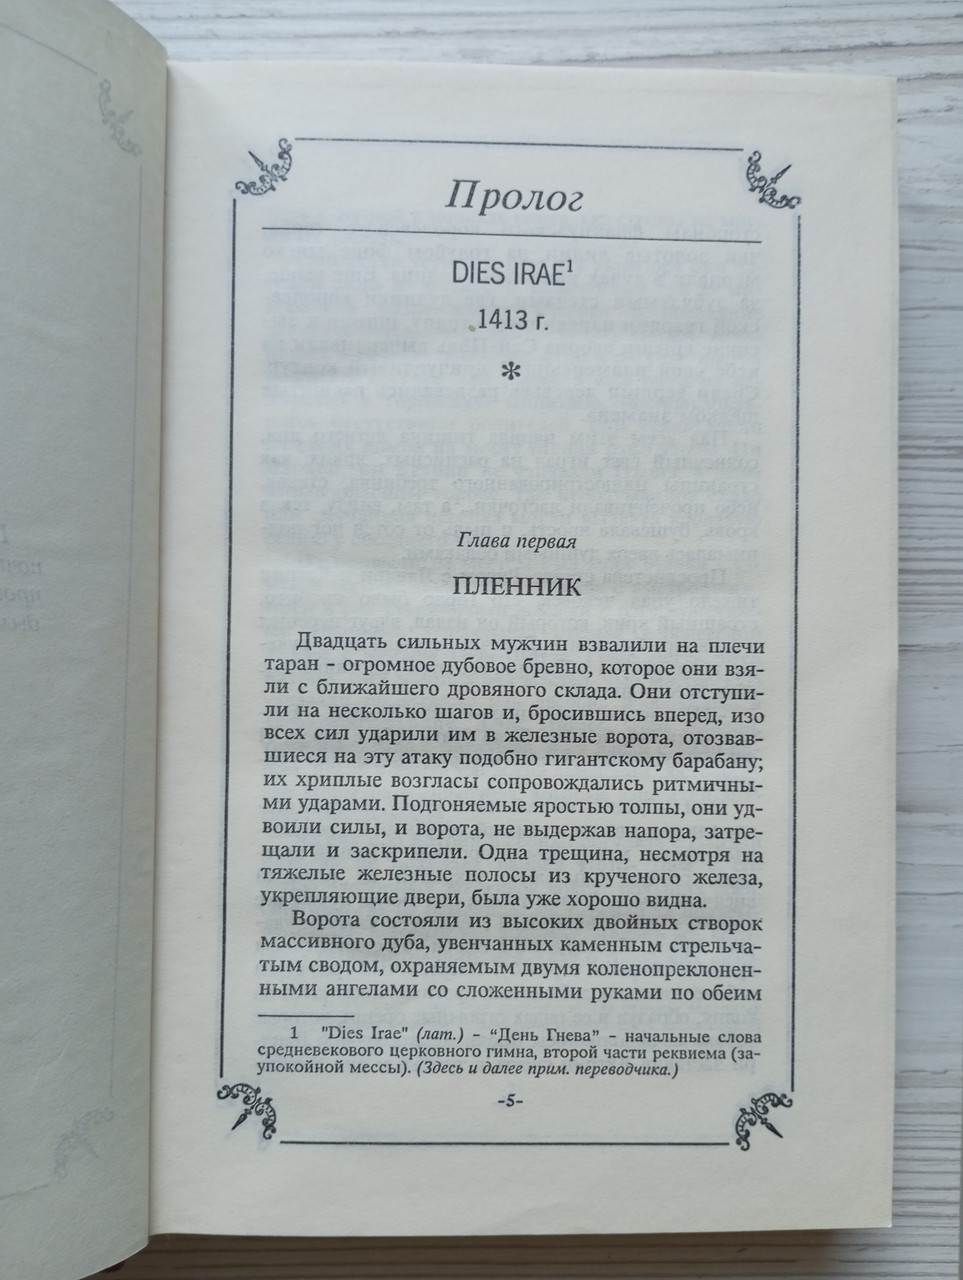 Пролог
DIES IRAE¹
1413 г.
*
Глава первая
ПЛЕННИК
Двадцать сильных мужчин взвалили на плечи
таран - огромное дубовое бревно, которое они взя-
ли с ближайшего дровяного склада. Они отступи-
ли на несколько шагов и, бросившись вперед, изо
всех сил ударили им в железные ворота, отозвав-
шиеся на эту атаку подобно гигантскому барабану;
их хриплые возгласы сопровождались ритмичны-
ми ударами. Подгоняемые яростью толпы, они уд-
воили силы, и ворота, не выдержав напора, затре-
щали и заскрипели. Одна трещина, несмотря на
тяжелые железные полосы из крученого железа,
укрепляющие двери, была уже хорошо видна.
Ворота состояли из высоких двойных створок
массивного дуба, увенчанных каменным стрельча-
тым сводом, охраняемым двумя коленопреклонен-
ными ангелами со сложенными руками по обеим
1 "Dies Irae" (лат.) - “День Гнева” - начальные слова
средневекового церковного гимна, второй части реквиема (за-
упокойной мессы). (Здесь и далее прим. переводчика.)
-5-